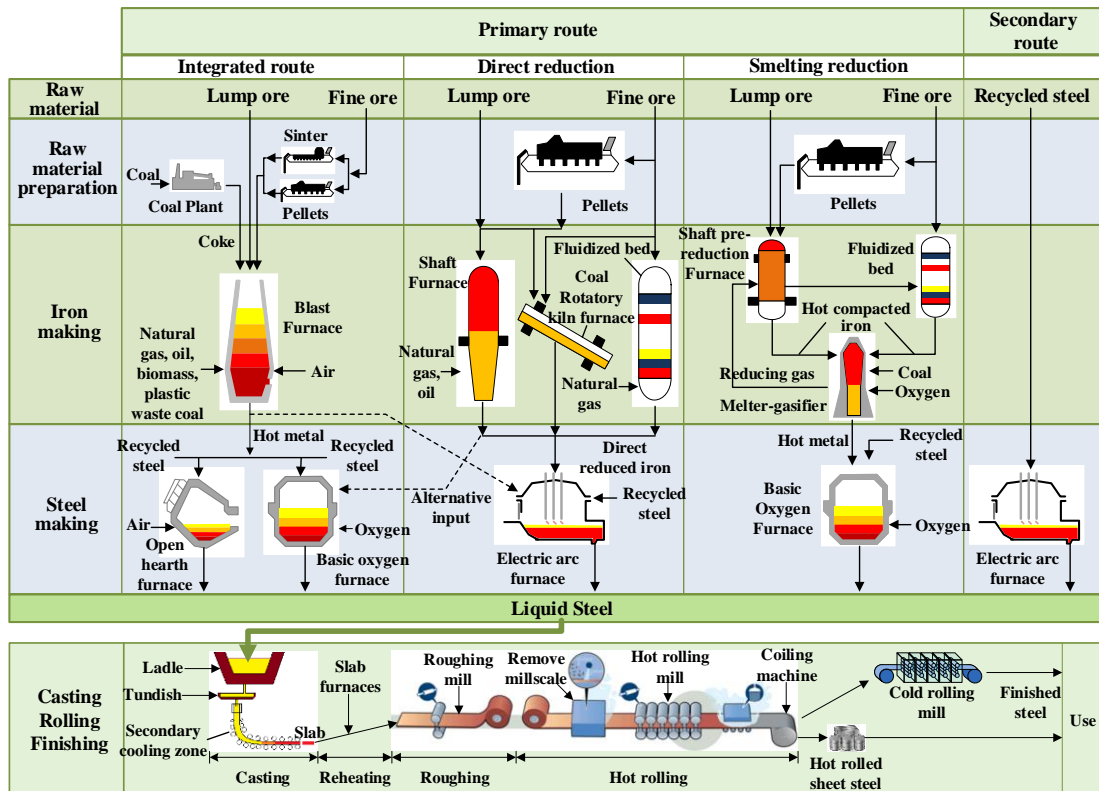 Primary route
Secondary
route
Integrated route
Direct reduction
Smelting reduction
Raw
material
Lump ore
Fine ore
Lump ore
Fine ore
Lump ore
Fine ore
Recycled steel
Raw
material
preparation
Coal
Coal Plant
Sinter
Pellets
Pellets
Pellets
Iron
making
Coke
Blast
Furnace
Natural
gas, oil,
biomass,
plastic
waste coal
Air
Shaft
Furnace
Natural
gas, oil
Fluidized bed
Coal
Rotatory
kiln furnace
Natural
gas
Shaft pre-
reduction
Furnace
Fluidized
bed
Hot compacted
iron
Reducing gas
Coal
Oxygen
Melter-gasifier
Steel
making
Hot metal
Recycled
steel
Recycled
steel
Air
Open
hearth
furnace
Oxygen
Basic oxygen
furnace
Alternative
input
Direct
reduced iron
Recycled
steel
Electric arc
furnace
Hot metal
Recycled
steel
Basic
Oxygen
Furnace
Oxygen
Electric arc
furnace
Liquid Steel
Casting
Rolling
Finishing
Ladle
Tundish
Secondary
cooling zone
Slab
Slab
furnaces
Roughing
mill
Remove
millscale
Hot rolling
mill
Coiling
machine
Cold rolling
mill
Finished
steel
Hot rolled
sheet steel
Use
Casting
Reheating
Roughing
Hot rolling